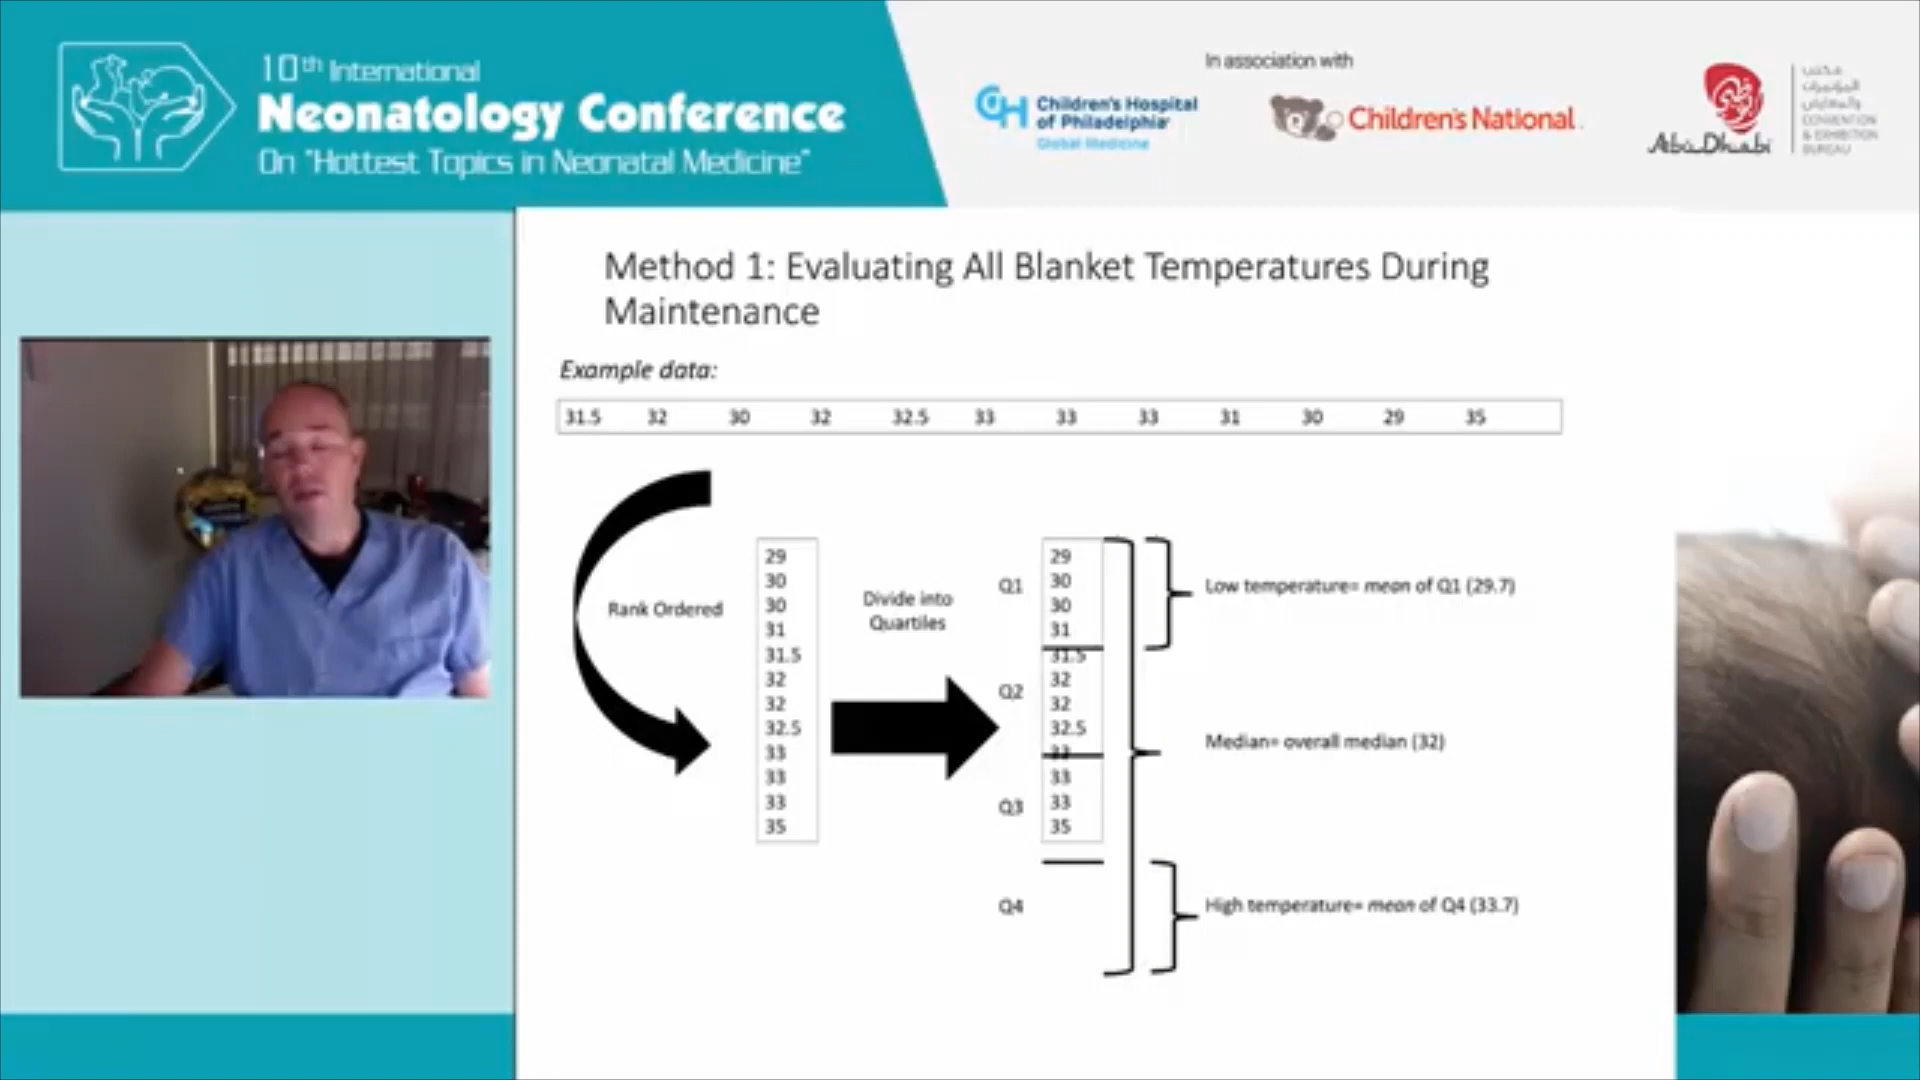 10th International
Neonatology Conference
On "Hottest Topics in Neonatal Medicine"
In association with
Children's Hospital
of Philadelphia
Global Medicine
Children's National
Abu Dhabi
مكتب
المؤتمرات
والمعارض
CONVENTION
& EXHIBITION
BUREAU
Method 1: Evaluating All Blanket Temperatures During
Maintenance
Example data:
31.5 32 30 32 32.5 33 33 33 31 30 29 35
Rank Ordered
29
30
30
31
31.5
32
32
32.5
33
33
33
35
Divide into
Quartiles
Q1
Q2
Q3
Q4
29
30
30
31
31.5
32
32
32.5
33
33
33
35
Low temperature= mean of Q1 (29.7)
Median= overall median (32)
High temperature= mean of Q4 (33.7)